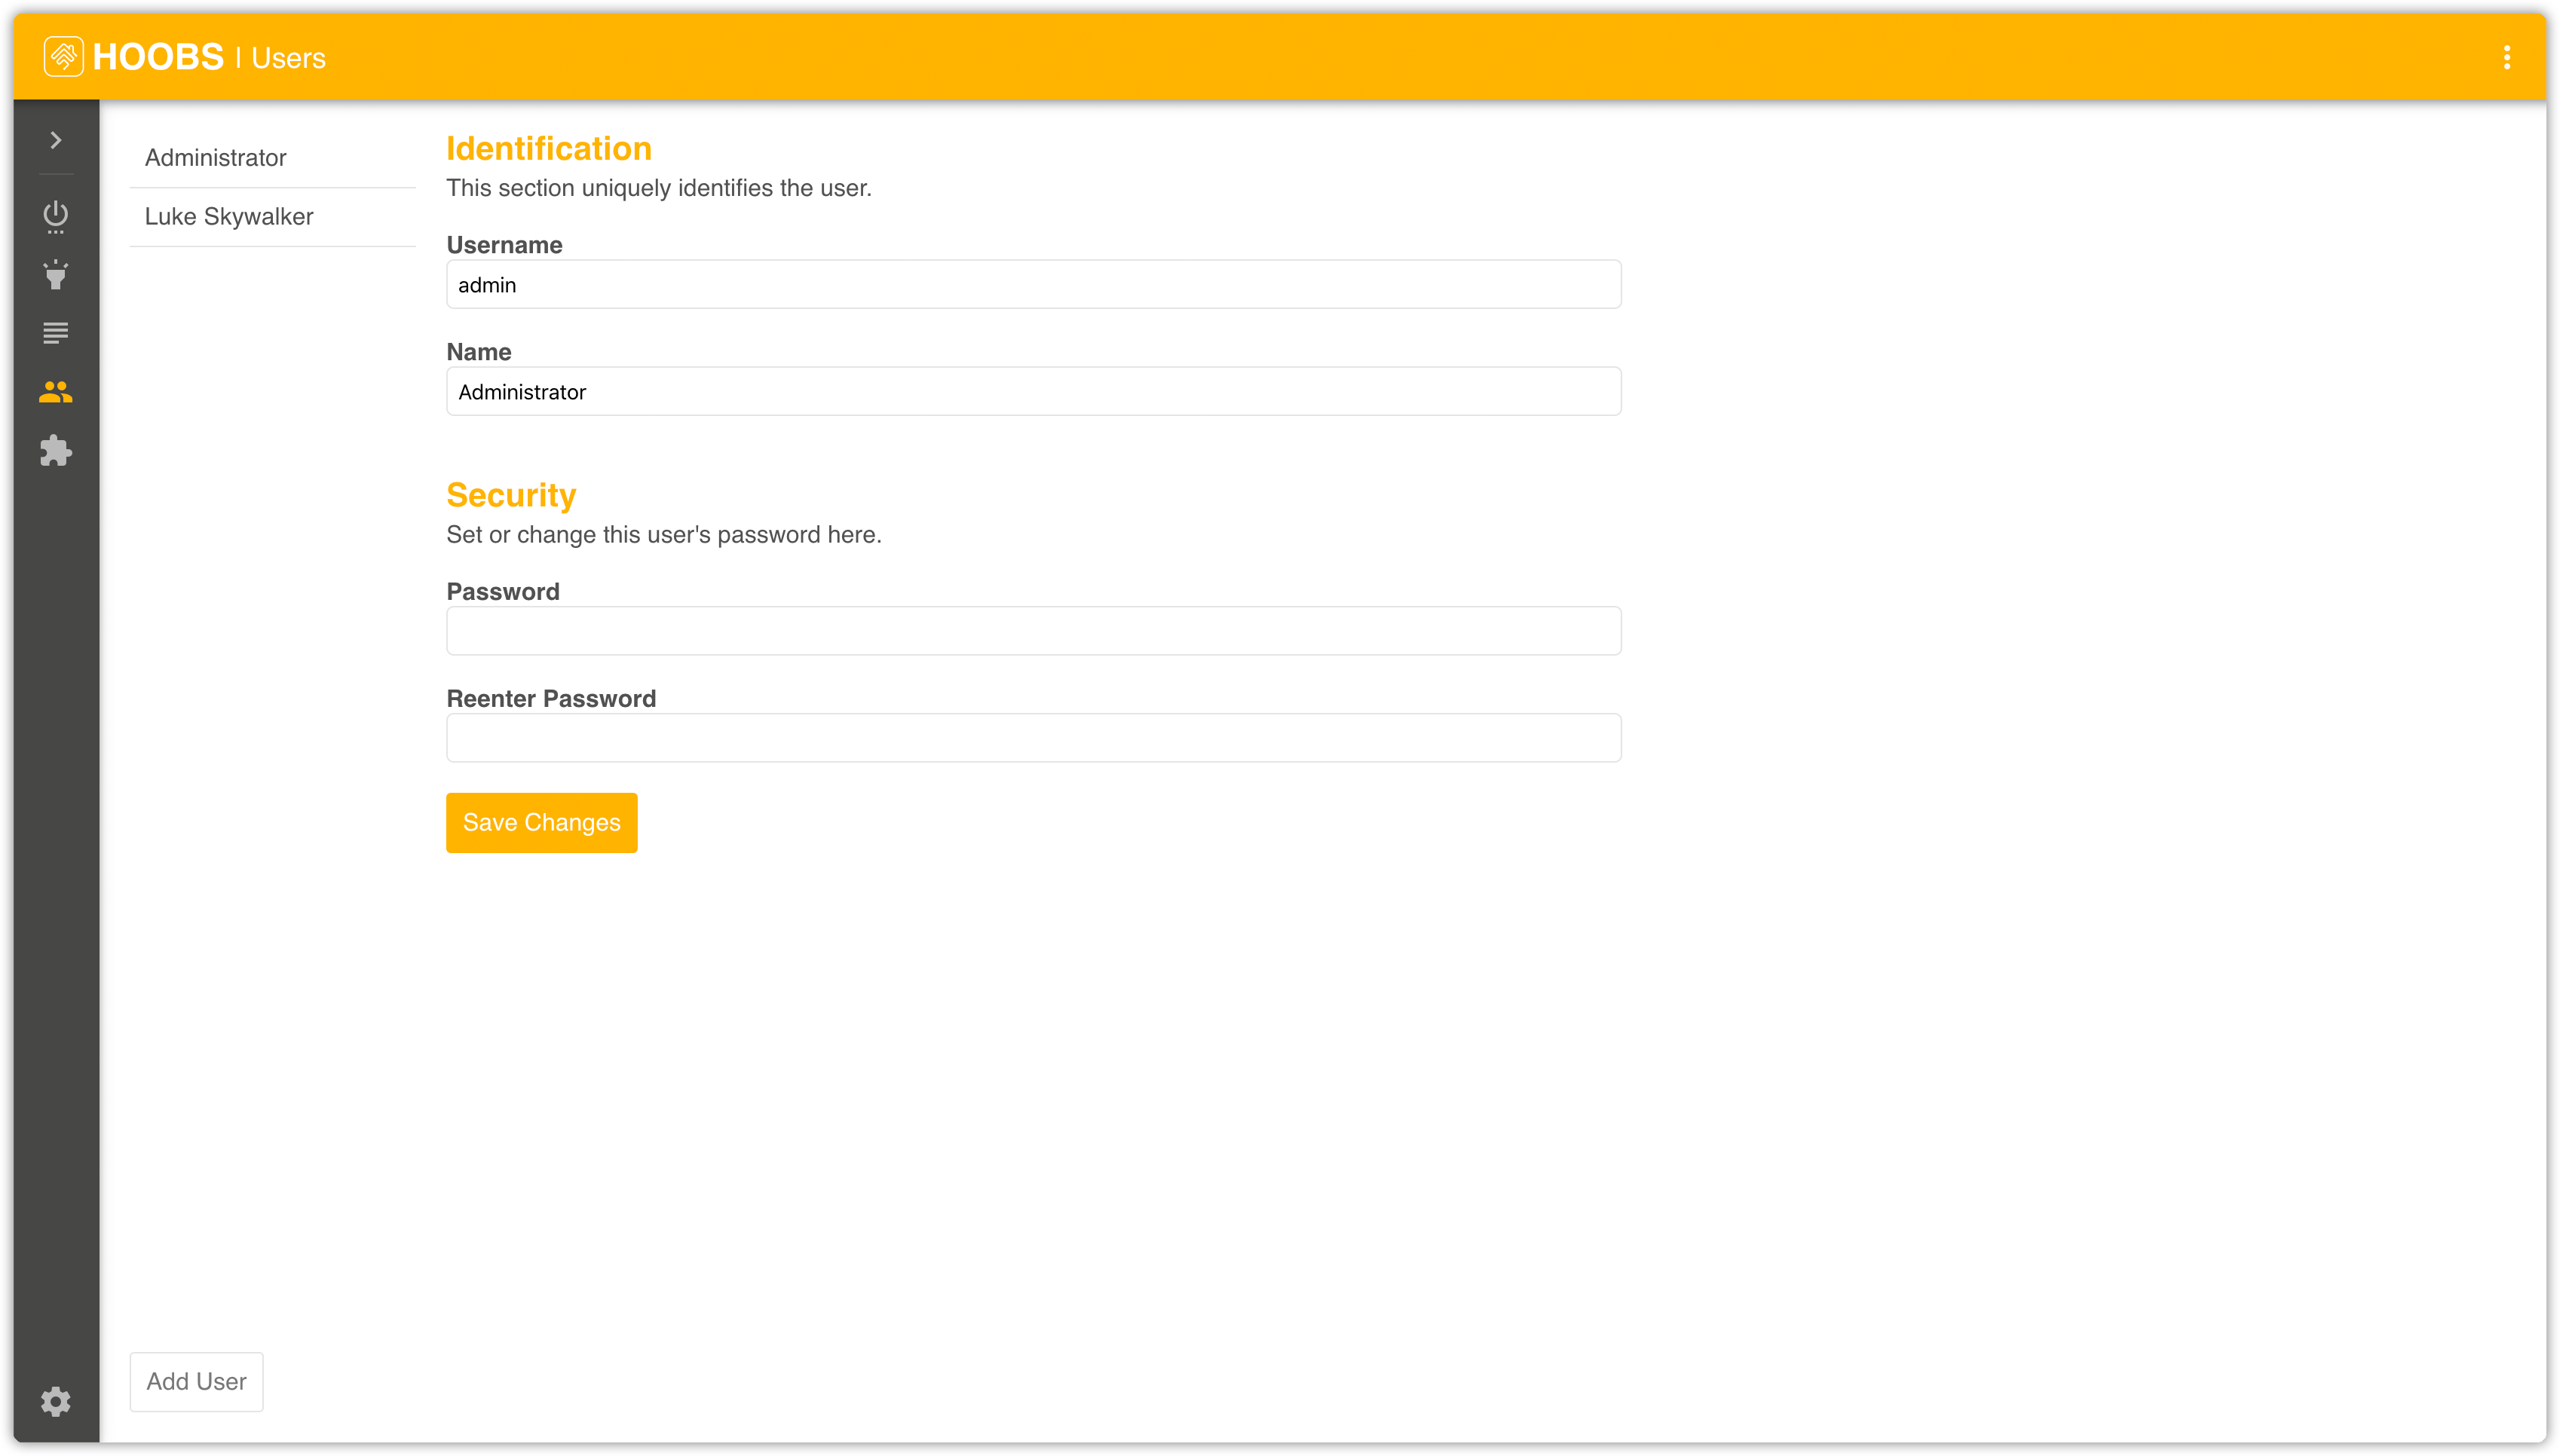 HOOBS | Users
Administrator
Luke Skywalker
Identification
This section uniquely identifies the user.
Username
admin
Name
Administrator
Security
Set or change this user's password here.
Password
Reenter Password
Save Changes
Add User